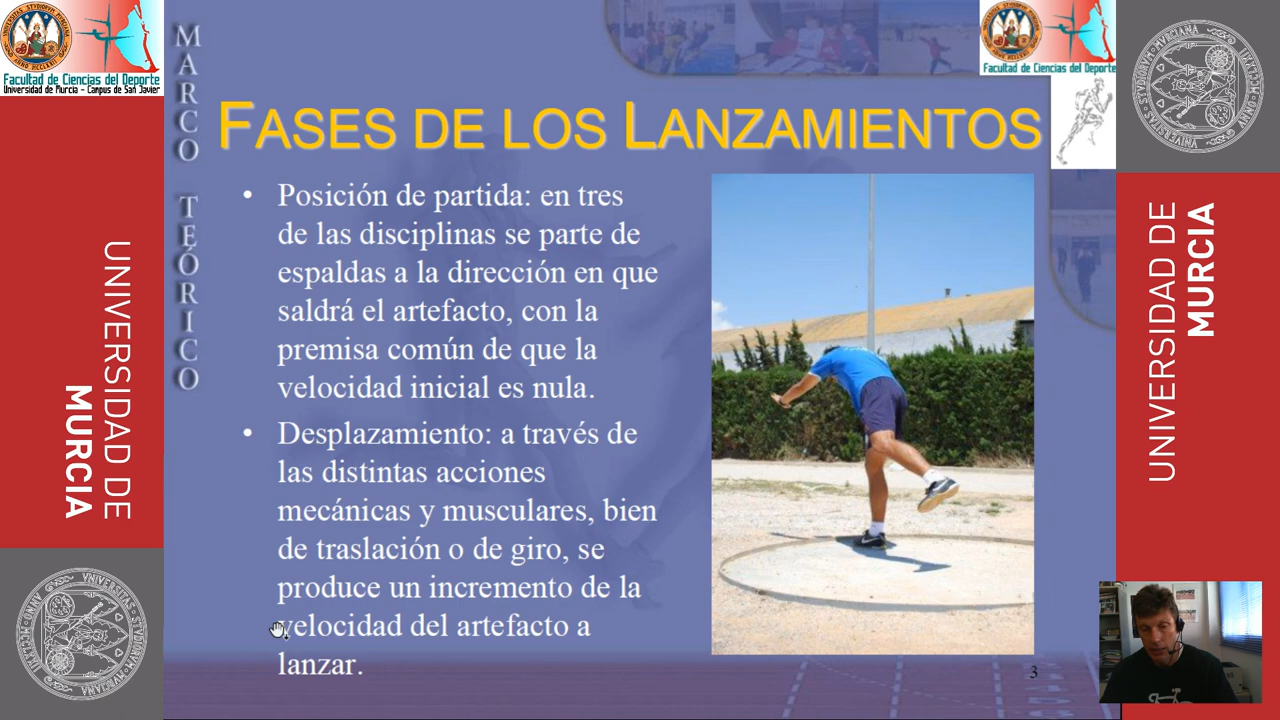 Facultad de Ciencias del Deporte
Universidad de Murcia - Campus de San Javier
UNIVERSIDAD DE
MURCIA
MARCO TEÓRICO
FASES DE LOS LANZAMIENTOS
• Posición de partida: en tres
de las disciplinas se parte de
espaldas a la dirección en que
saldrá el artefacto, con la
premisa común de que la
velocidad inicial es nula.
• Desplazamiento: a través de
las distintas acciones
mecánicas y musculares, bien
de traslación o de giro, se
produce un incremento de la
velocidad del artefacto a
lanzar.
3
Facultad de Ciencias del Deporte
UNIVERSIDAD DE
MURCIA